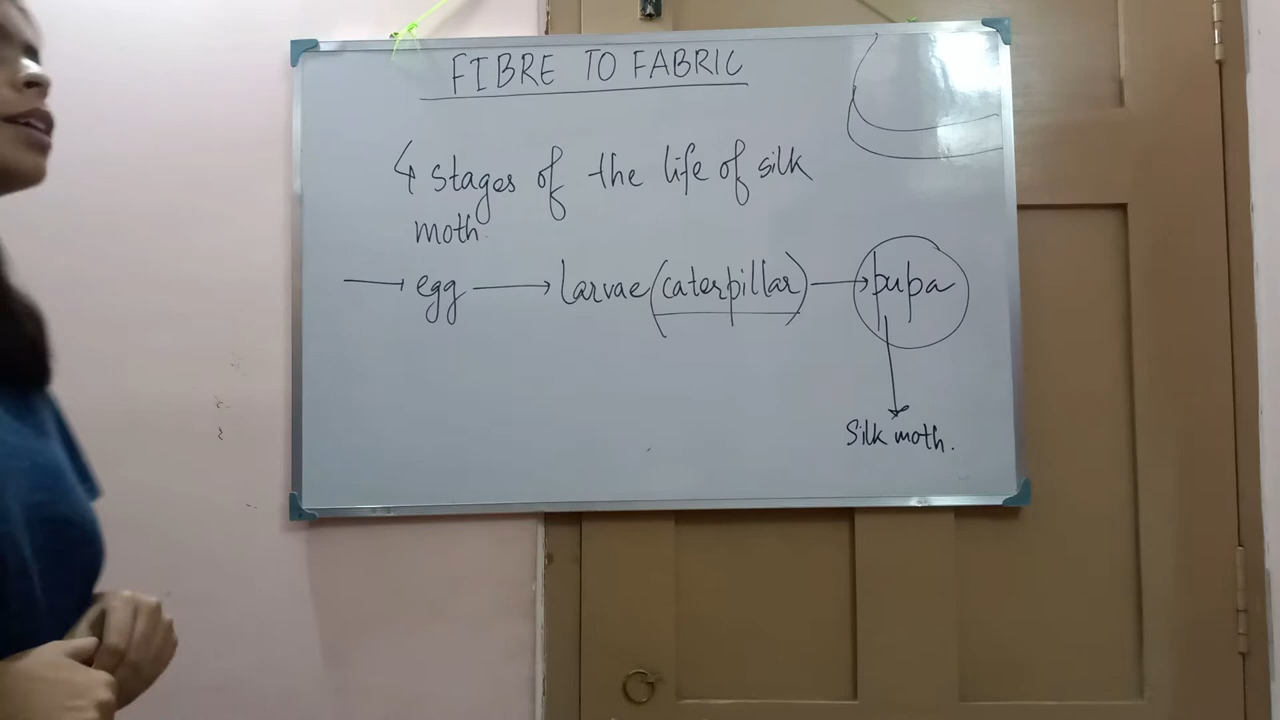 FIBRE TO FABRIC
4 stages of the life of silk
moth.
→ egg → larvae (caterpillar) → pupa
Silk moth.